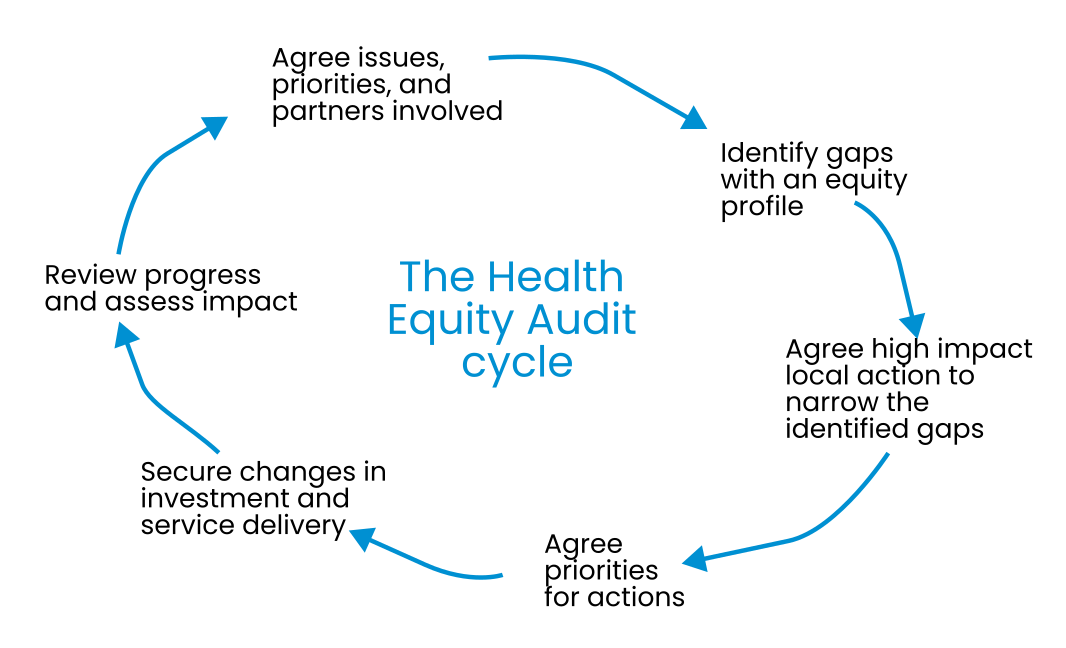 Agree issues,
priorities, and
partners involved
Identify gaps
with an equity
profile
The Health
Equity Audit
cycle
Review progress
and assess impact
Agree high impact
local action to
narrow the
identified gaps
Secure changes in
investment and
service delivery
Agree
priorities
for actions